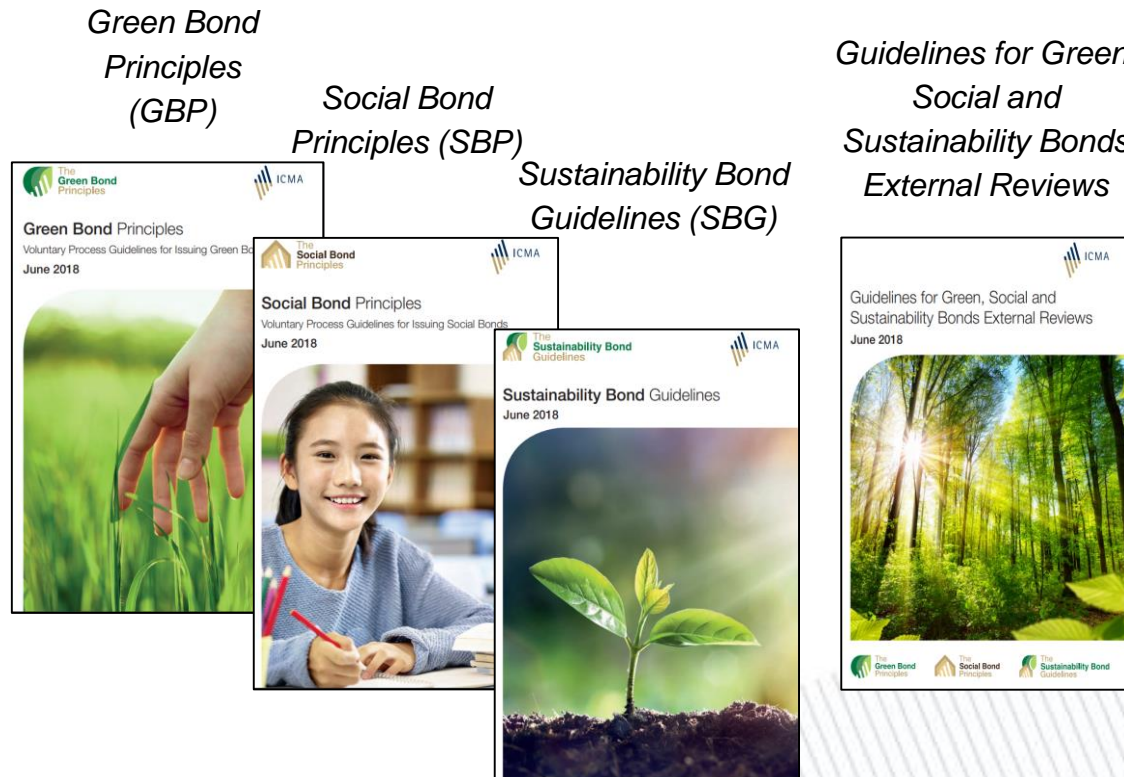 Green Bond
Principles
(GBP)
Social Bond
Principles (SBP)
Sustainability Bond
Guidelines (SBG)
Guidelines for Green
Social and
Sustainability Bonds
External Reviews
The
Green Bond
Principles
ICMA
Green Bond Principles
Voluntary Process Guidelines for Issuing Green
June 2018
The
Social Bond
Principles
ICMA
Social Bond Principles
Voluntary Process Guidelines for Issuing Social Bonds
June 2018
The
Sustainability Bond
Guidelines
ICMA
Sustainability Bond Guidelines
June 2018
ICMA
Guidelines for Green, Social and
Sustainability Bonds External Reviews
June 2018
The
Green Bond
Principles
The
Social Bond
Principles
The
Sustainability Bond
Guidelines